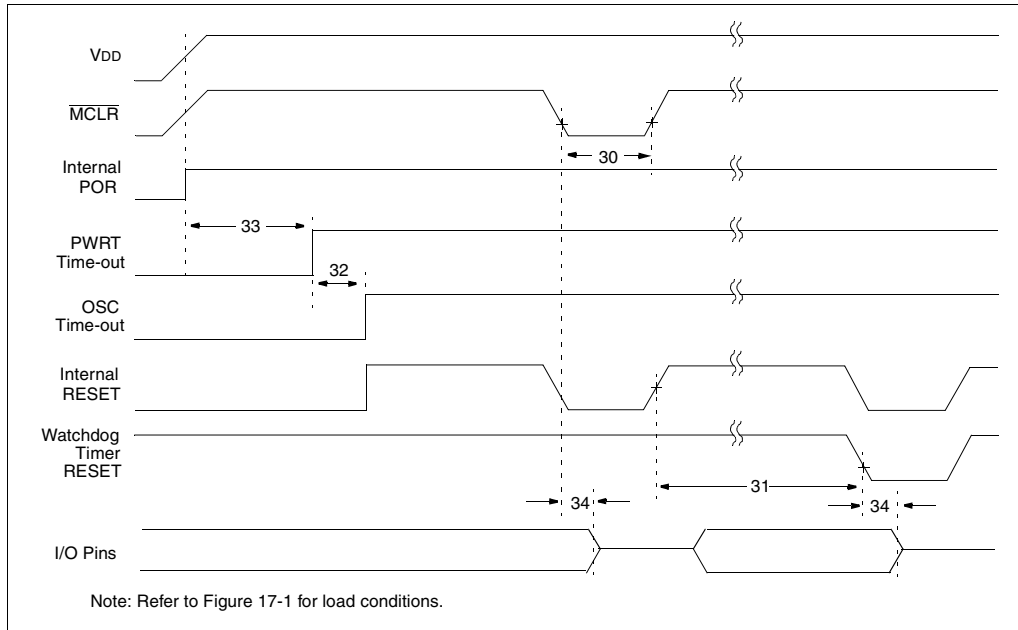 VDD
MCLR
30
Internal
POR
33
PWRT
Time-out
32
OSC
Time-out
Internal
RESET
Watchdog
Timer
RESET
31
34
34
I/O Pins
Note: Refer to Figure 17-1 for load conditions.